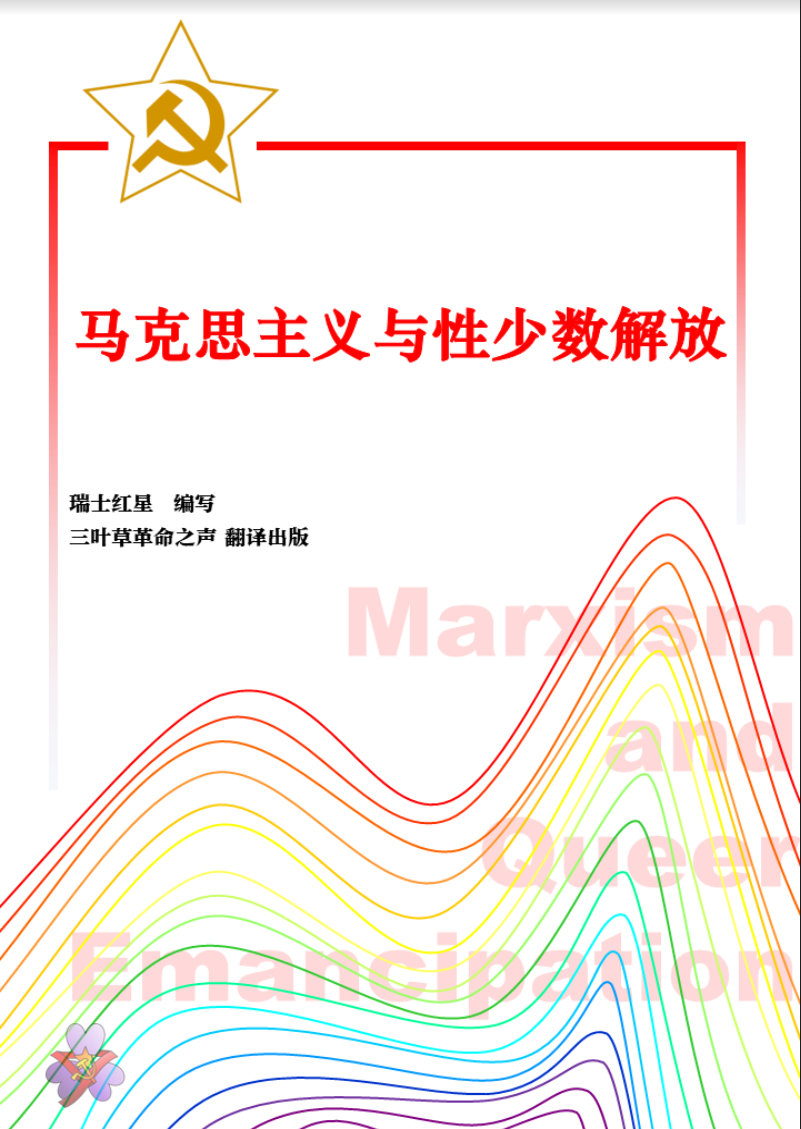 马克思主义与性少数解放
瑞士红星 编写
三叶草革命之声 翻译出版
Marxism
and
Queer
Emancipation